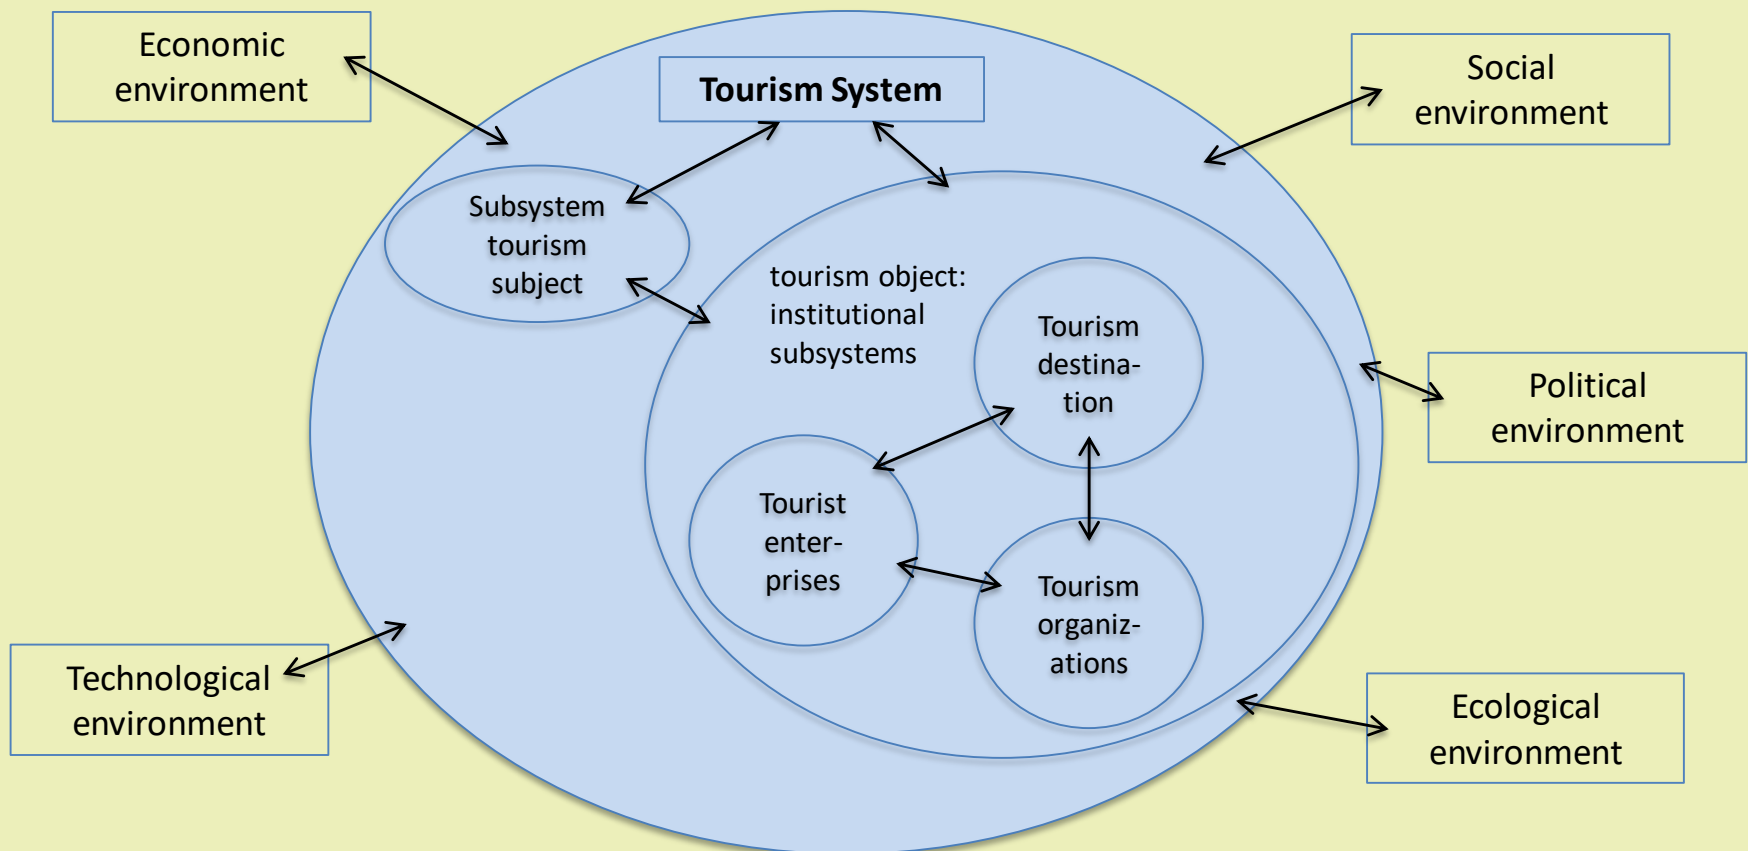 Economic
environment
Tourism System
Social
environment
Subsystem
tourism
subject
tourism object:
institutional
subsystems
Tourism
destina-
tion
Political
environment
Tourist
enter-
prises
Tourism
organiz-
ations
Technological
environment
Ecological
environment